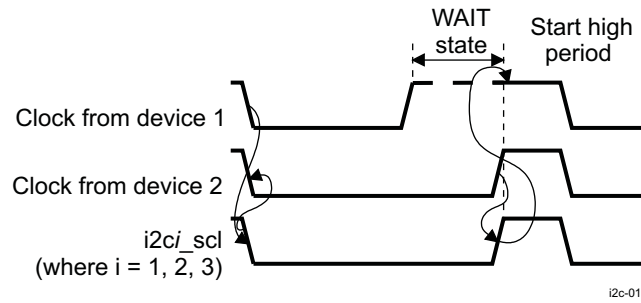 WAIT
state
Start high
period
Clock from device 1
Clock from device 2
i2ci_scl
(where i = 1, 2, 3)
i2c-01